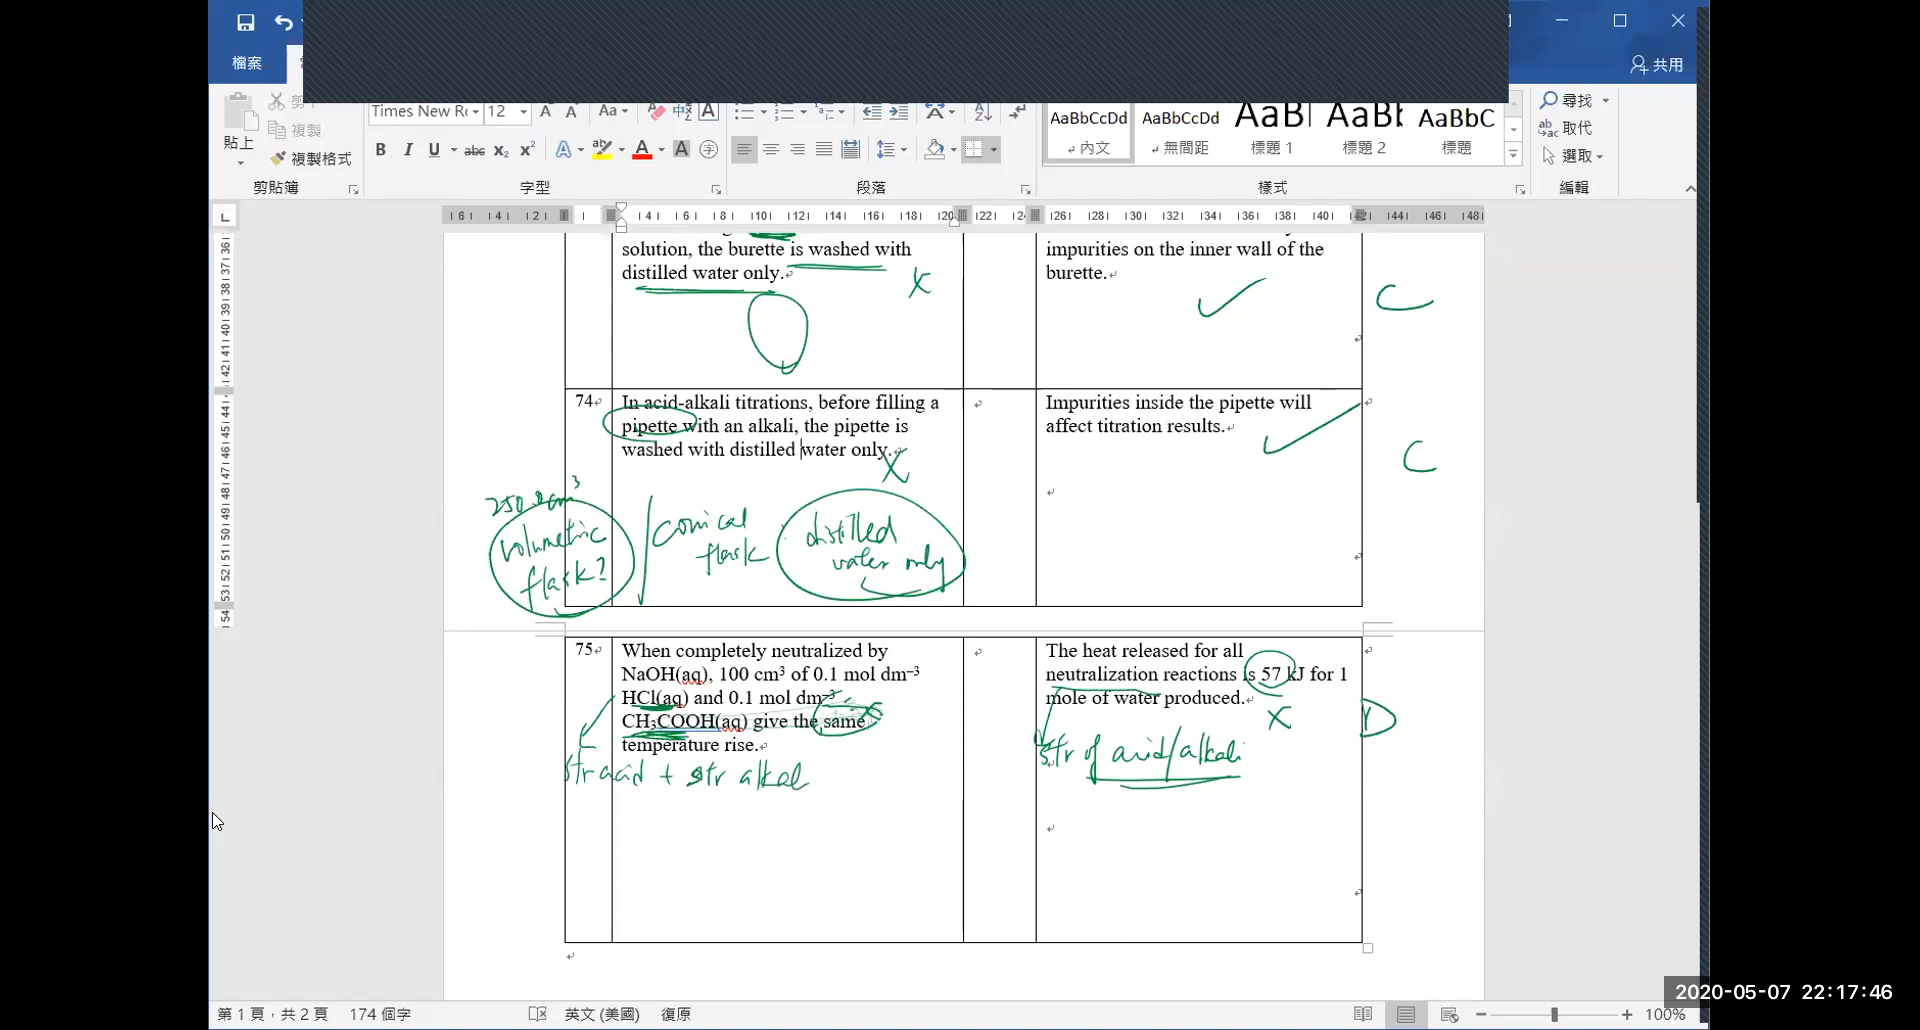 檔案
共用
貼上
複製
複製格式
剪貼簿
Times New Ro
12
字型
段落
AaBbCcDd
內文
AaBbCcDd
無間距
AaBl
標題 1
AaBb
標題 2
AaBbC
標題
樣式
尋找
取代
選取
編輯
solution, the burette is washed with
distilled water only.
X
impurities on the inner wall of the
burette.
C
74
In acid-alkali titrations, before filling a
pipette with an alkali, the pipette is
washed with distilled water only.
X
Impurities inside the pipette will
affect titration results.
C
volumetric
flask?
conical
flask
distilled
water only
75
When completely neutralized by
NaOH(aq), 100 cm³ of 0.1 mol dm⁻³
HCl(aq) and 0.1 mol dm⁻³
CH₃COOH(aq) give the same
temperature rise.
X
str acid + str alkal
The heat released for all
neutralization reactions is 57 kJ for 1
mole of water produced.
X
D
str of acid/alkali
第 1 頁，共 2 頁
174 個字
英文 (美國)
復原
100%
2020-05-07 22:17:46